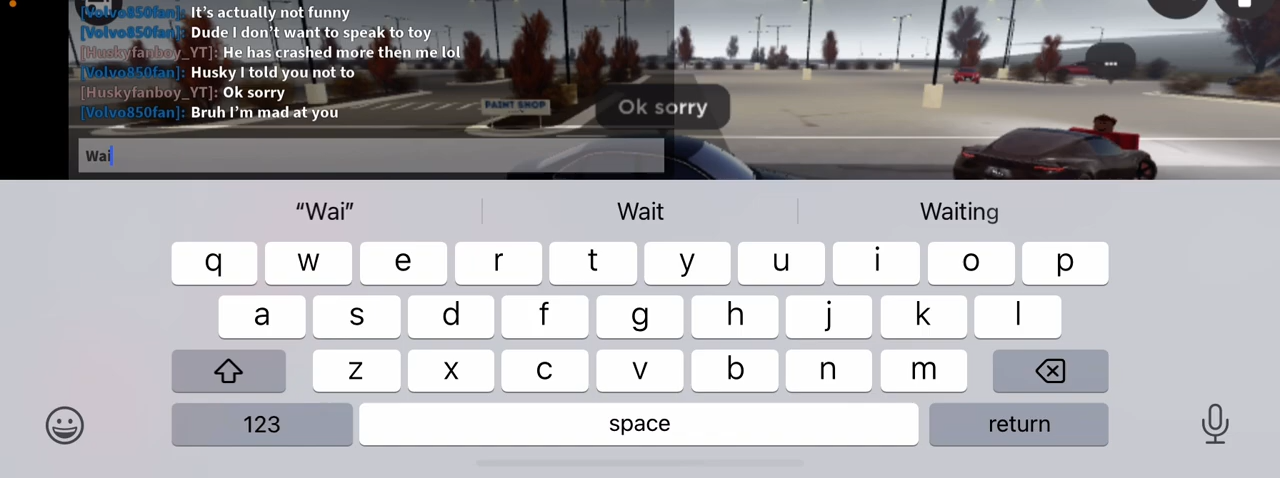 [Volvo850fan]: It's actually not funny
[Volvo850fan]: Dude I don't want to speak to toy
[Huskyfanboy_YT]: He has crashed more then me lol
[Volvo850fan]: Husky I told you not to
[Huskyfanboy_YT]: Ok sorry
[Volvo850fan]: Bruh I'm mad at you
PAINT SHOP
Ok sorry
...
Wai
“Wai” Wait Waiting
q w e r t y u i o p
a s d f g h j k l
z x c v b n m
123 space return